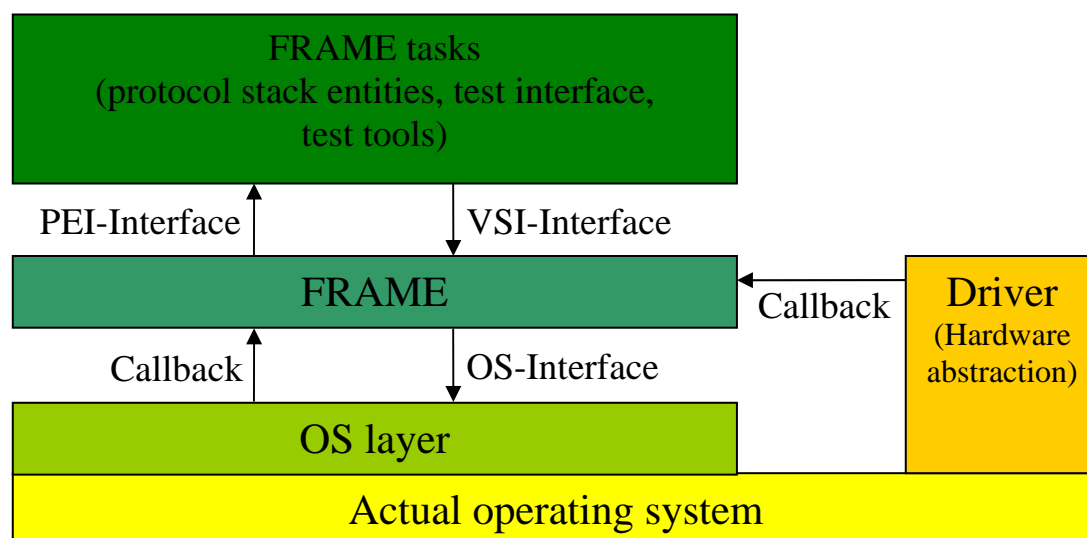 FRAME tasks
(protocol stack entities, test interface,
test tools)
PEI-Interface
VSI-Interface
FRAME
Callback
Driver
(Hardware
abstraction)
Callback
OS-Interface
OS layer
Actual operating system